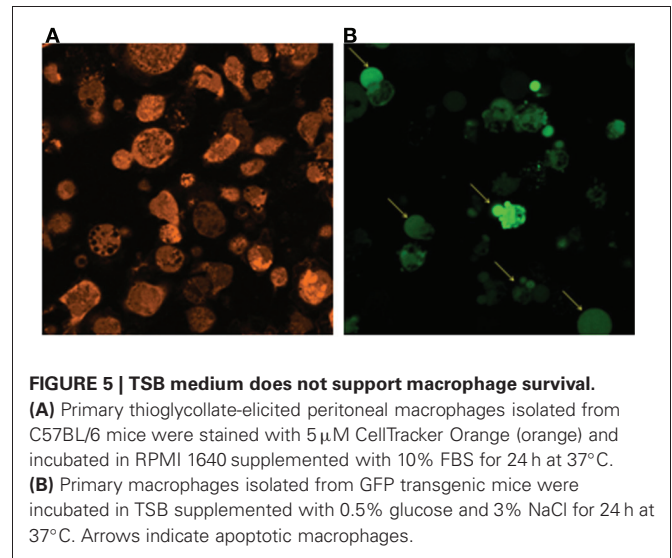 A
B
FIGURE 5 | TSB medium does not support macrophage survival.
(A) Primary thioglycollate-elicited peritoneal macrophages isolated from
C57BL/6 mice were stained with 5 μM CellTracker Orange (orange) and
incubated in RPMI 1640 supplemented with 10% FBS for 24 h at 37°C.
(B) Primary macrophages isolated from GFP transgenic mice were
incubated in TSB supplemented with 0.5% glucose and 3% NaCl for 24 h at
37°C. Arrows indicate apoptotic macrophages.